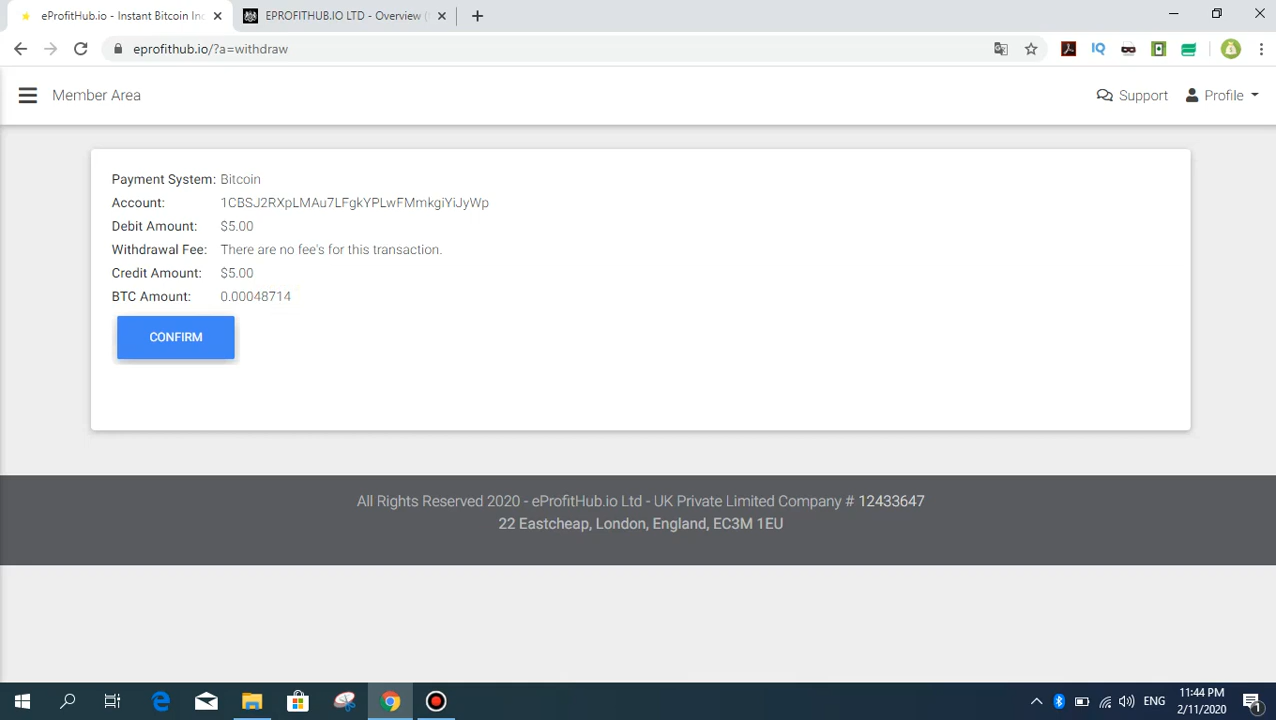 eProfitHub.io - Instant Bitcoin Inc
EPROFITHUB.IO LTD - Overview (
eprofithub.io/?a=withdraw
IQ
Member Area
Support
Profile
Payment System: Bitcoin
Account: 1CBSJ2RXpLMAu7LFgkYPLwFMmkgiYiJyWp
Debit Amount: $5.00
Withdrawal Fee: There are no fee's for this transaction.
Credit Amount: $5.00
BTC Amount: 0.00048714
CONFIRM
All Rights Reserved 2020 - eProfitHub.io Ltd - UK Private Limited Company # 12433647
22 Eastcheap, London, England, EC3M 1EU
ENG
11:44 PM
2/11/2020
1